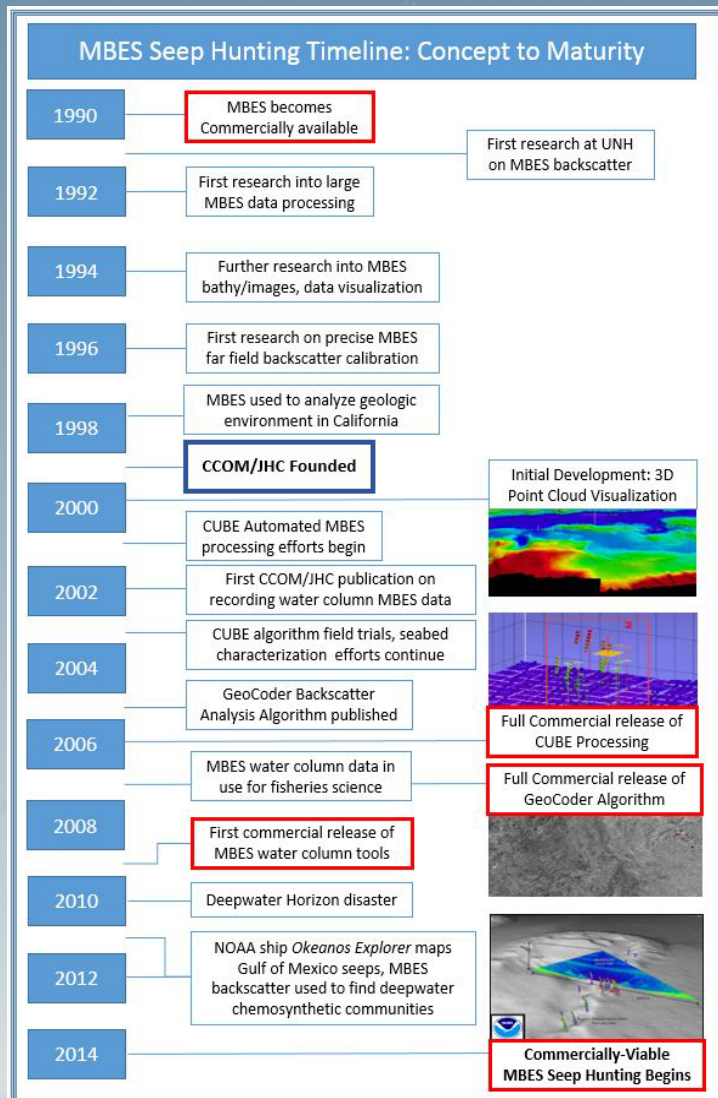 MBES Seep Hunting Timeline: Concept to Maturity
1990
MBES becomes
Commercially available
First research at UNH
on MBES backscatter
1992
First research into large
MBES data processing
1994
Further research into MBES
bathy/images, data visualization
1996
First research on precise MBES
far field backscatter calibration
1998
MBES used to analyze geologic
environment in California
CCOM/JHC Founded
2000
Initial Development: 3D
Point Cloud Visualization
CUBE Automated MBES
processing efforts begin
2002
First CCOM/JHC publication on
recording water column MBES data
CUBE algorithm field trials, seabed
characterization efforts continue
2004
GeoCoder Backscatter
Analysis Algorithm published
2006
Full Commercial release of
CUBE Processing
MBES water column data in
use for fisheries science
Full Commercial release of
GeoCoder Algorithm
2008
First commercial release of
MBES water column tools
2010
Deepwater Horizon disaster
2012
NOAA ship Okeanos Explorer maps
Gulf of Mexico seeps, MBES
backscatter used to find deepwater
chemosynthetic communities
2014
Commercially-Viable
MBES Seep Hunting Begins